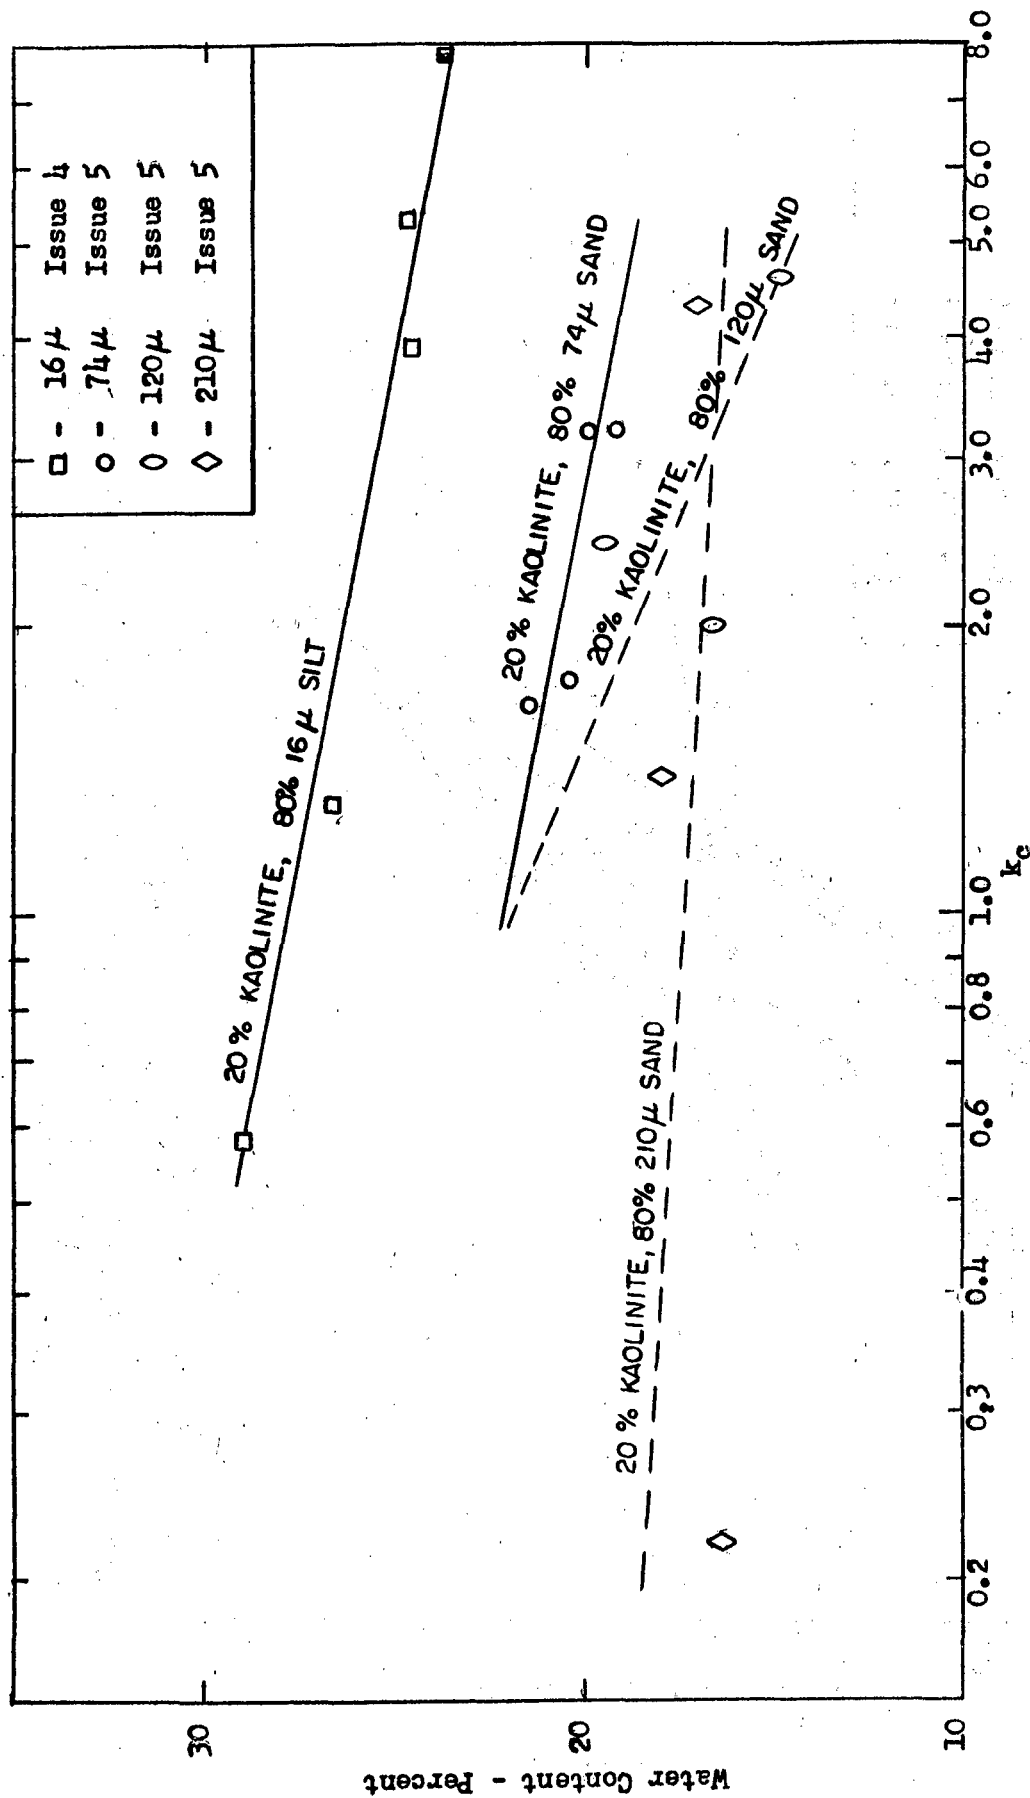 □ - 16μ Issue 4
○ - 74μ Issue 5
0 - 120μ Issue 5
◇ - 210μ Issue 5
20% KAOLINITE, 80% 16μ SILT
20% KAOLINITE, 80% 74μ SAND
20% KAOLINITE, 80% 120μ SAND
20% KAOLINITE, 80% 210μ SAND
Water Content - Percent
30
20
10
0.2 0.3 0.4 0.6 0.8 1.0 2.0 3.0 4.0 5.0 6.0 8.0
kc